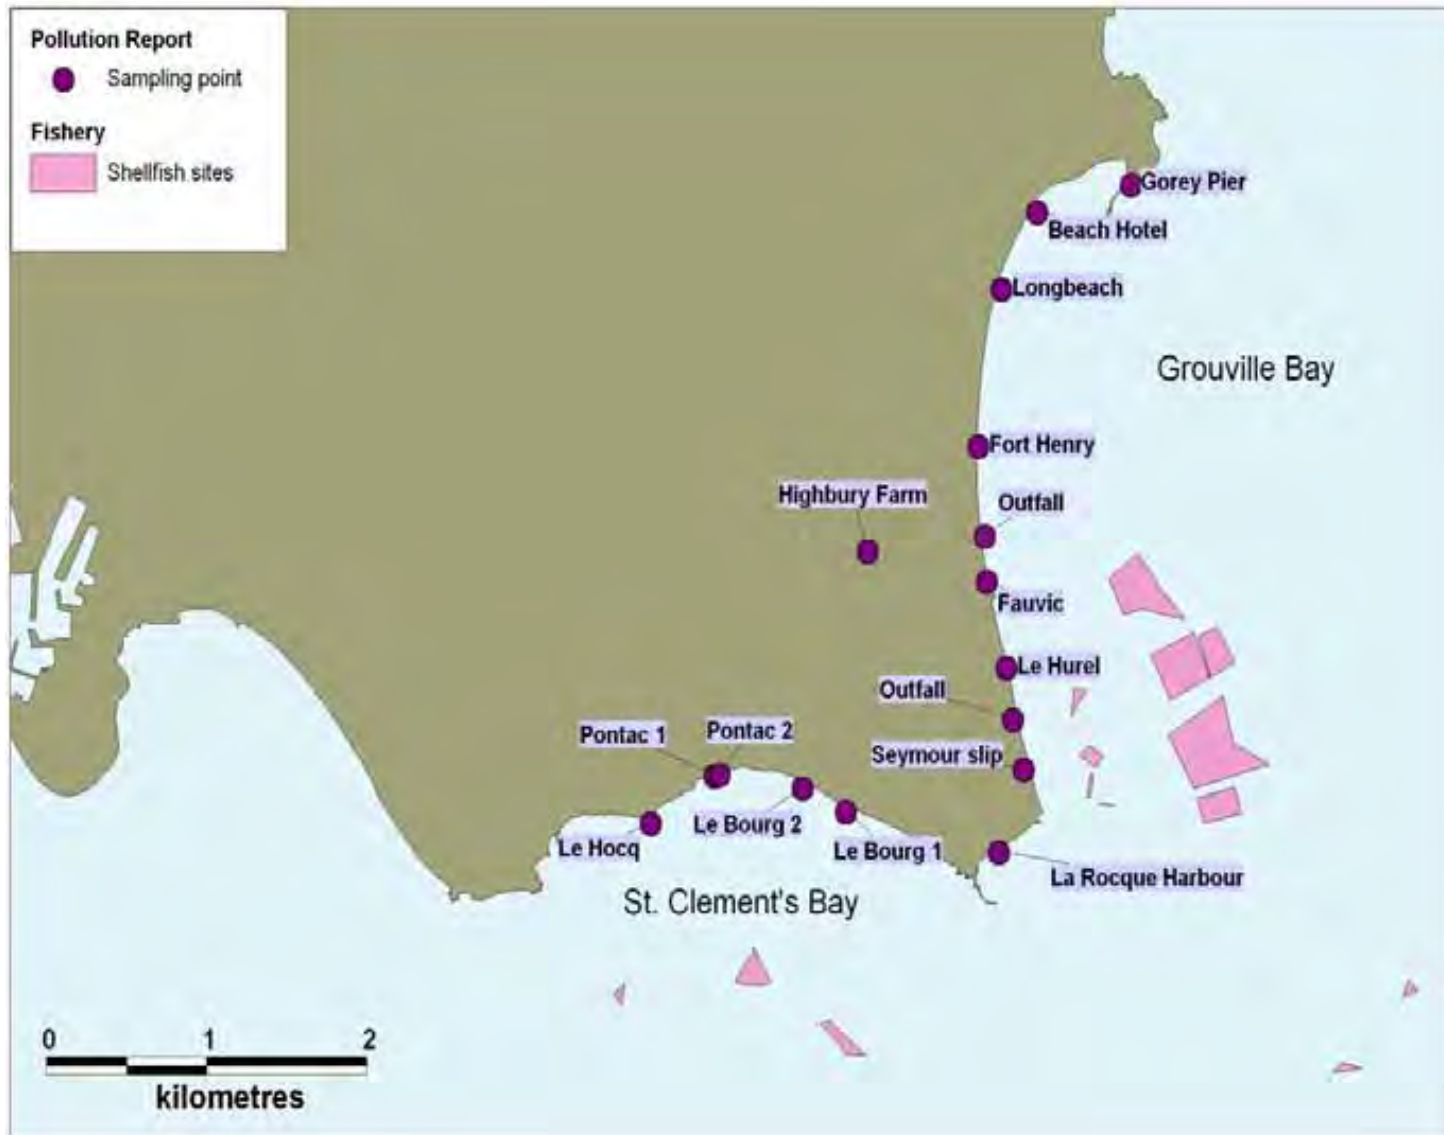 Pollution Report
Sampling point
Fishery
Shellfish sites
Gorey Pier
Beach Hotel
Longbeach
Grouville Bay
Fort Henry
Highbury Farm
Outfall
Fauvic
Le Hurel
Outfall
Pontac 1
Pontac 2
Seymour slip
Le Bourg 2
Le Hocq
Le Bourg 1
La Rocque Harbour
St. Clement's Bay
0 1 2
kilometres